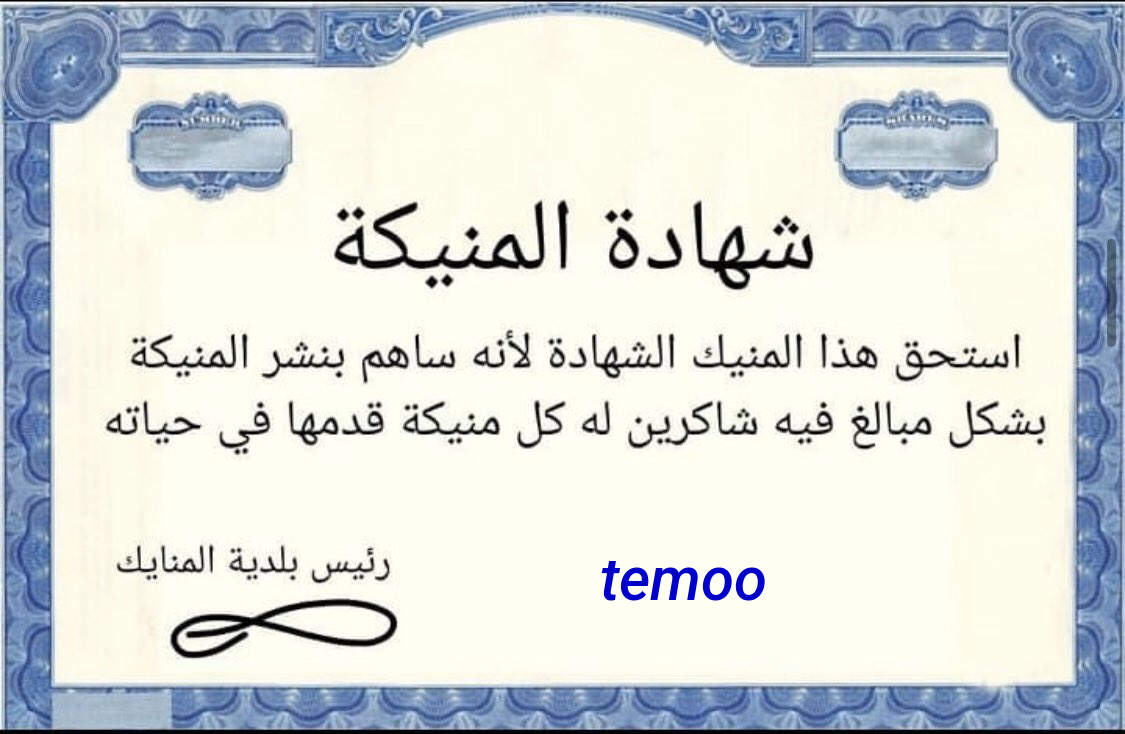 شهادة المنيكة
استحق هذا المنيك الشهادة لأنه ساهم بنشر المنيكة
بشكل مبالغ فيه شاكرين له كل منيكة قدمها في حياته
رئيس بلدية المنايك
temoo